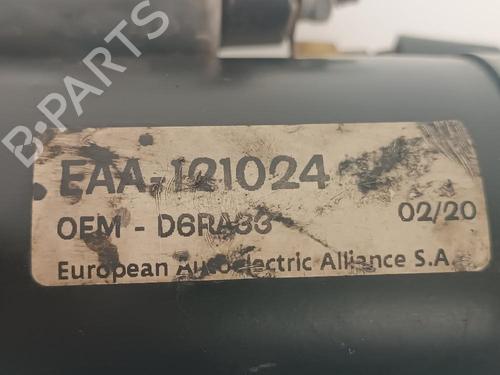 B-PARTS
EAA-121024
OEM - D6RA33 02/20
European Autoelectric Alliance S.A.